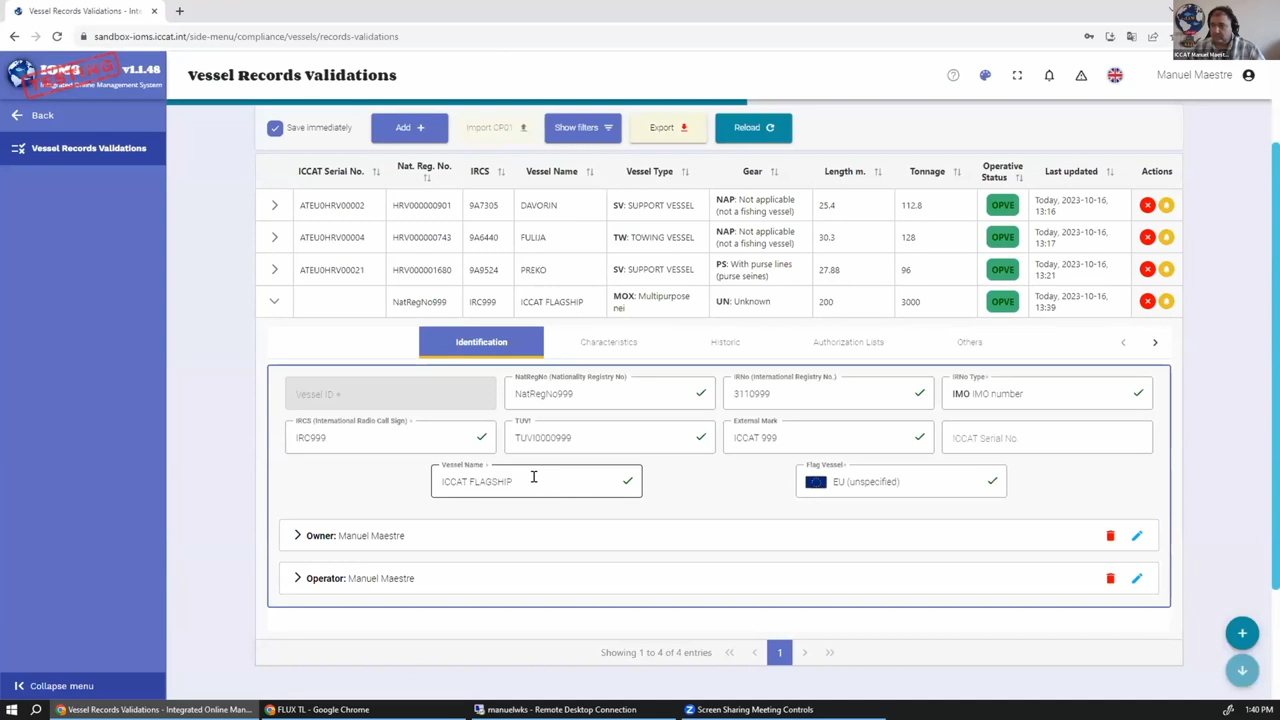 Vessel Records Validations - Inte
sandbox-ioms.iccat.int/side-menu/compliance/vessels/records-validations
ICCAT Manuel Maest...
IOMS v1.1.48
Integrated Online Management System
TESTING
Vessel Records Validations
Manuel Maestre
Back
Vessel Records Validations
Collapse menu
Save immediately
Add +
Import CP01
Show filters
Export
Reload
ICCAT Serial No. Nat. Reg. No. IRCS Vessel Name Vessel Type Gear Length m. Tonnage Operative Status Last updated Actions
ATEU0HRV00002 HRV000000901 9A7305 DAVORIN SV: SUPPORT VESSEL NAP: Not applicable (not a fishing vessel) 25.4 112.8 OPVE Today, 2023-10-16, 13:16
ATEU0HRV00004 HRV000000743 9A6440 FULIJA TW: TOWING VESSEL NAP: Not applicable (not a fishing vessel) 30.3 128 OPVE Today, 2023-10-16, 13:17
ATEU0HRV00021 HRV000001680 9A9524 PREKO SV: SUPPORT VESSEL PS: With purse lines (purse seines) 27.88 96 OPVE Today, 2023-10-16, 13:21
NatRegNo999 IRC999 ICCAT FLAGSHIP MOX: Multipurpose nei UN: Unknown 200 3000 OPVE Today, 2023-10-16, 13:39
Identification Characteristics Historic Authorization Lists Others
Vessel ID *
NatRegNo (Nationality Registry No)
NatRegNo999
IRNo (International Registry No.)
3110999
IRNo Type *
IMO IMO number
IRCS (International Radio Call Sign) *
IRC999
TUVI
TUVI0000999
External Mark
ICCAT 999
ICCAT Serial No.
Vessel Name *
ICCAT FLAGSHIP
Flag Vessel *
EU (unspecified)
Owner: Manuel Maestre
Operator: Manuel Maestre
Showing 1 to 4 of 4 entries « ‹ 1 › »
Vessel Records Validations - Integrated Online Man...
FLUX TL - Google Chrome
manuelwks - Remote Desktop Connection
Screen Sharing Meeting Controls
1:40 PM